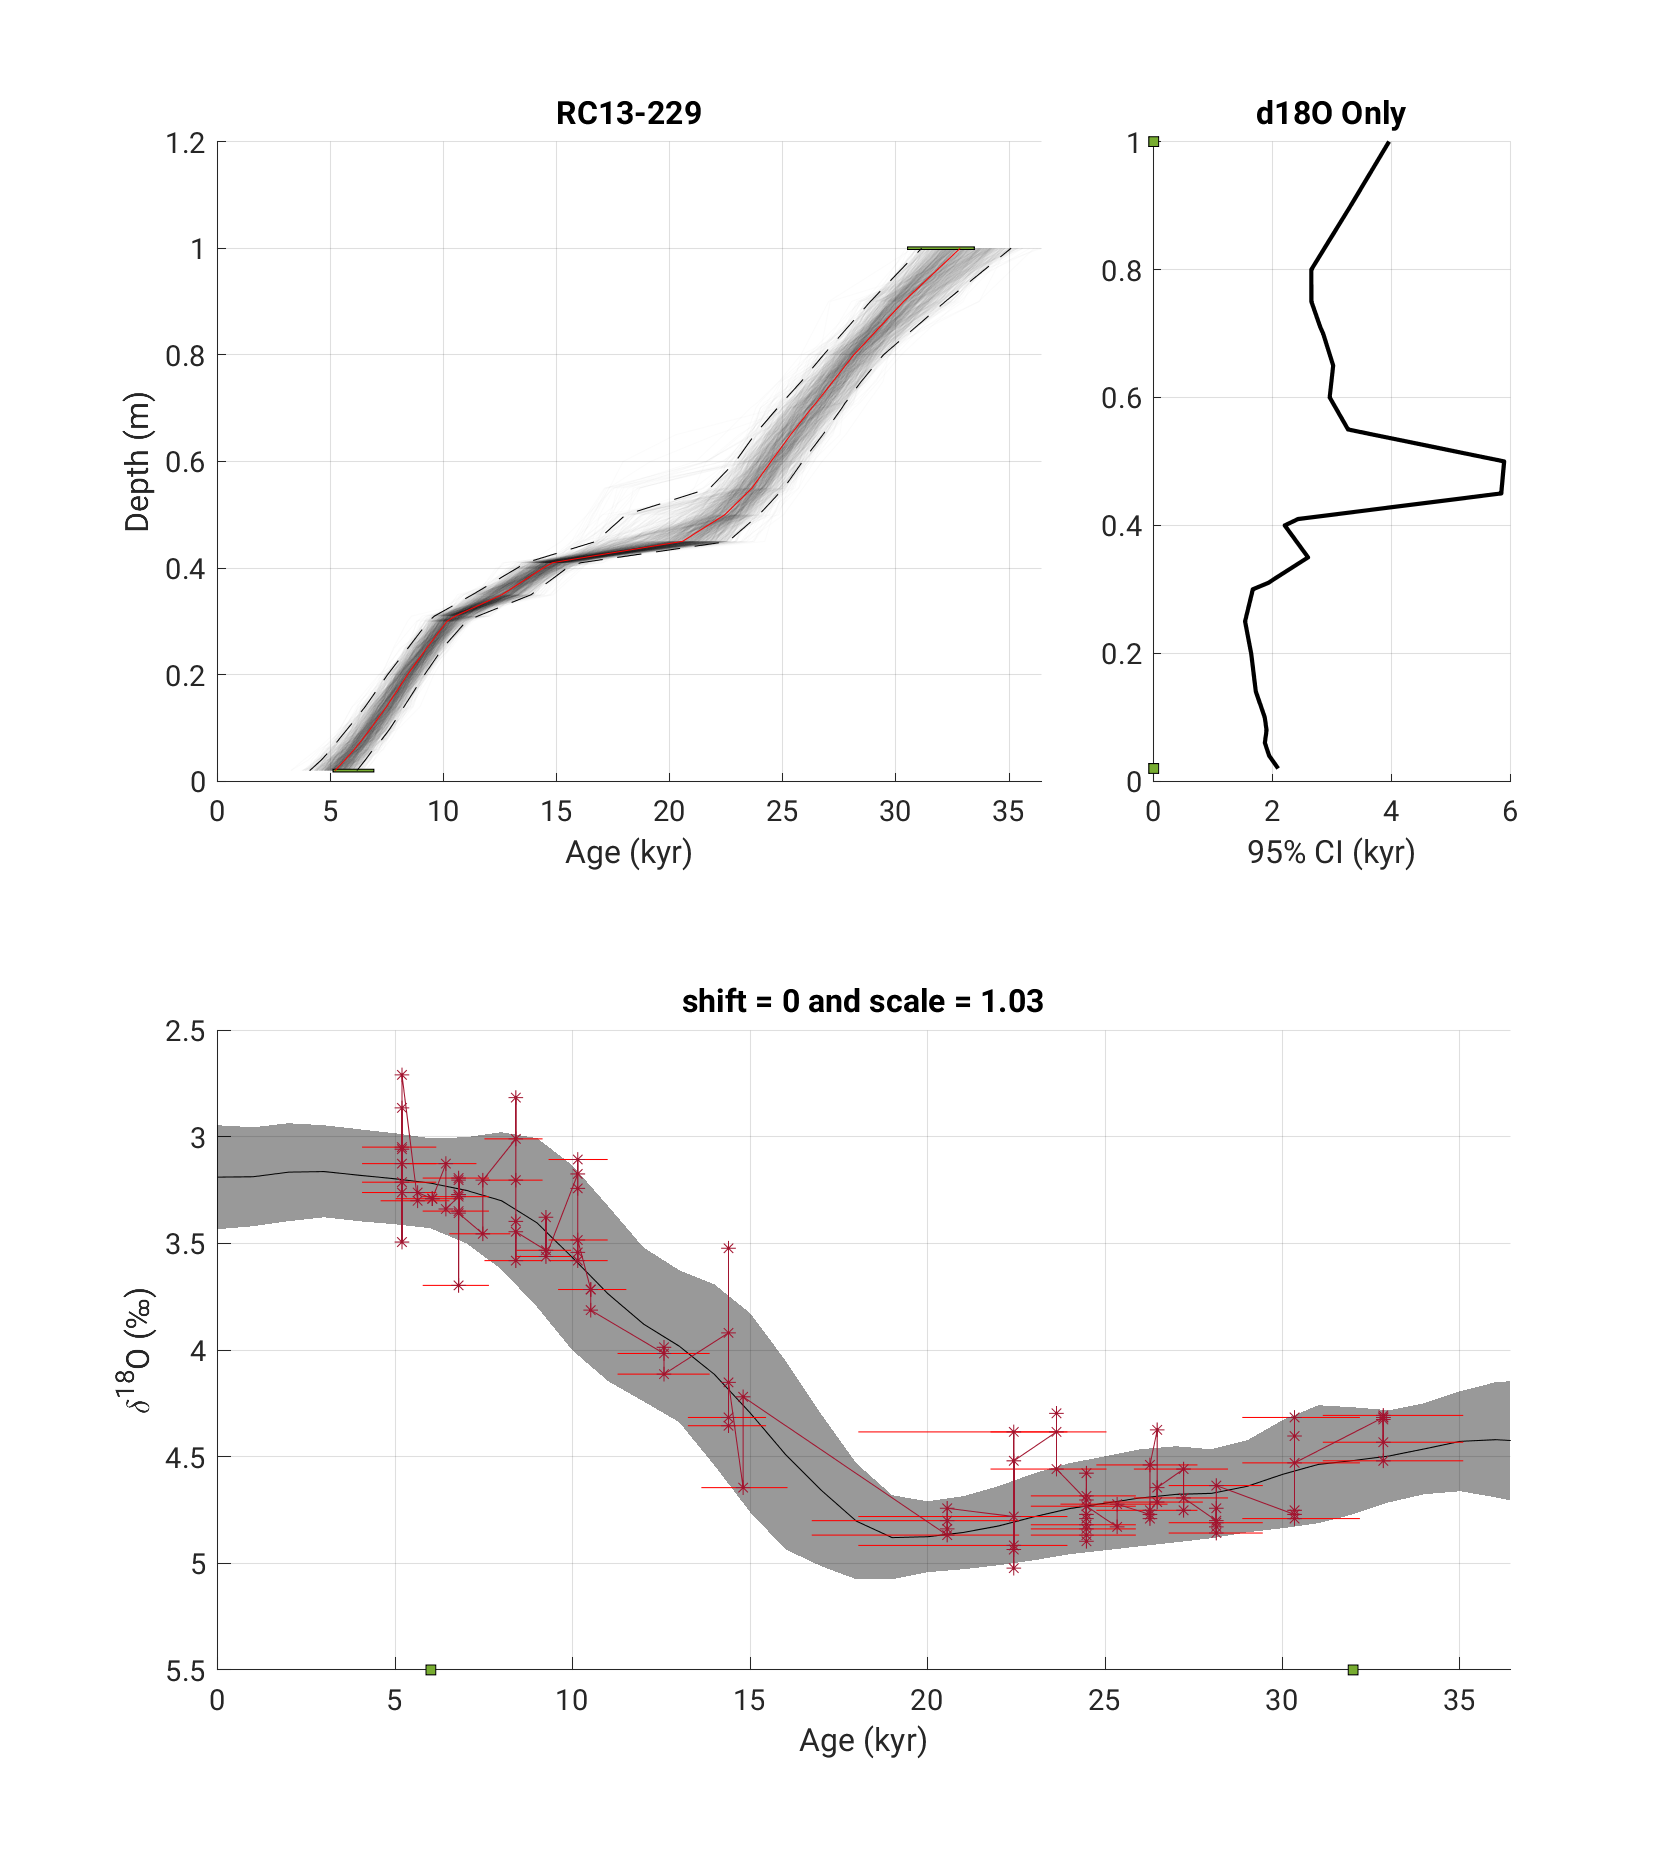 RC13-229
1.2
1
0.8
0.6
0.4
0.2
0
Depth (m)
0 5 10 15 20 25 30 35
Age (kyr)
d18O Only
1
0.8
0.6
0.4
0.2
0
0 2 4 6
95% CI (kyr)
shift = 0 and scale = 1.03
2.5
3
3.5
4
4.5
5
5.5
δ18O (‰)
0 5 10 15 20 25 30 35
Age (kyr)